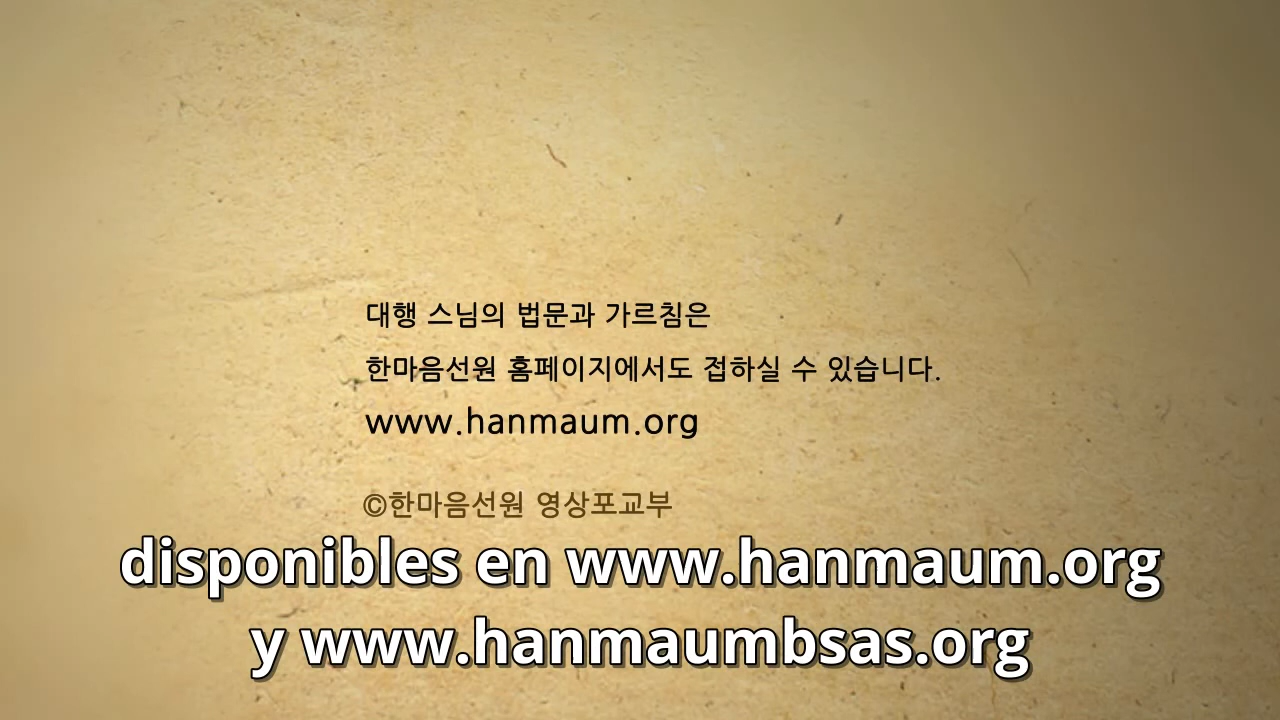 대행 스님의 법문과 가르침은
한마음선원 홈페이지에서도 접하실 수 있습니다.
www.hanmaum.org
©한마음선원 영상포교부
disponibles en www.hanmaum.org
y www.hanmaumbsas.org